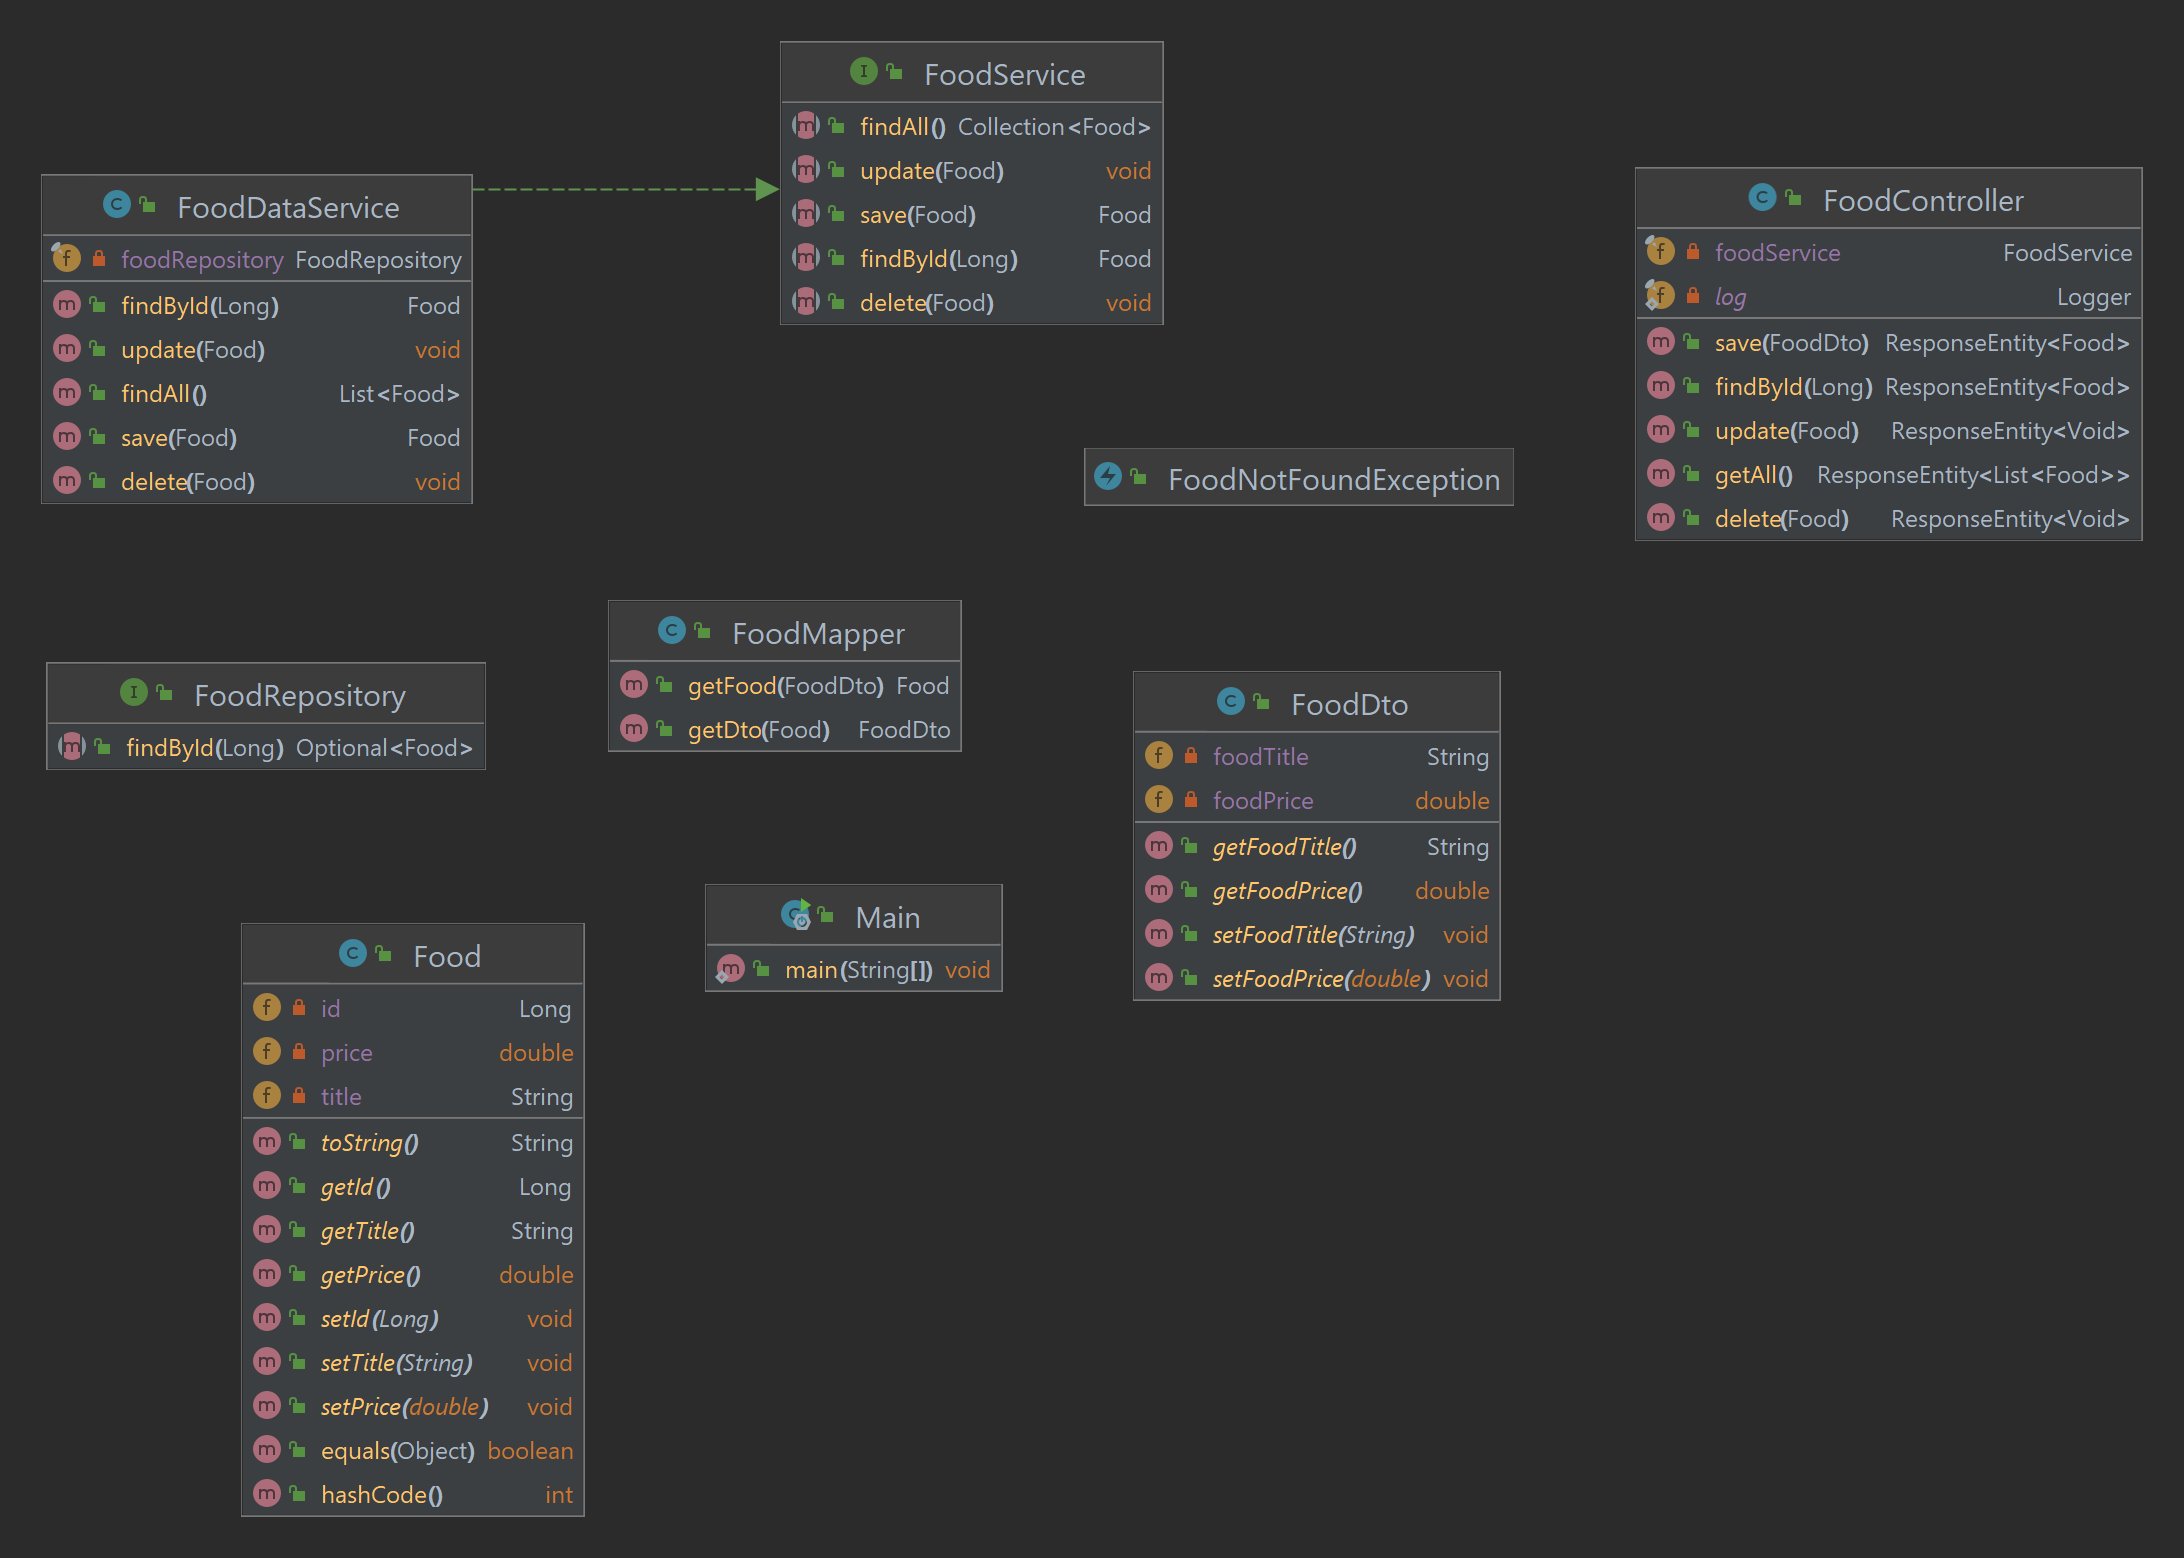 FoodService
findAll() Collection<Food>
update(Food) void
save(Food) Food
findById(Long) Food
delete(Food) void
FoodDataService
foodRepository FoodRepository
findById(Long) Food
update(Food) void
findAll() List<Food>
save(Food) Food
delete(Food) void
FoodController
foodService FoodService
log Logger
save(FoodDto) ResponseEntity<Food>
findById(Long) ResponseEntity<Food>
update(Food) ResponseEntity<Void>
getAll() ResponseEntity<List<Food>>
delete(Food) ResponseEntity<Void>
FoodNotFoundException
FoodMapper
getFood(FoodDto) Food
getDto(Food) FoodDto
FoodRepository
findById(Long) Optional<Food>
FoodDto
foodTitle String
foodPrice double
getFoodTitle() String
getFoodPrice() double
setFoodTitle(String) void
setFoodPrice(double) void
Main
main(String[]) void
Food
id Long
price double
title String
toString() String
getId() Long
getTitle() String
getPrice() double
setId(Long) void
setTitle(String) void
setPrice(double) void
equals(Object) boolean
hashCode() int